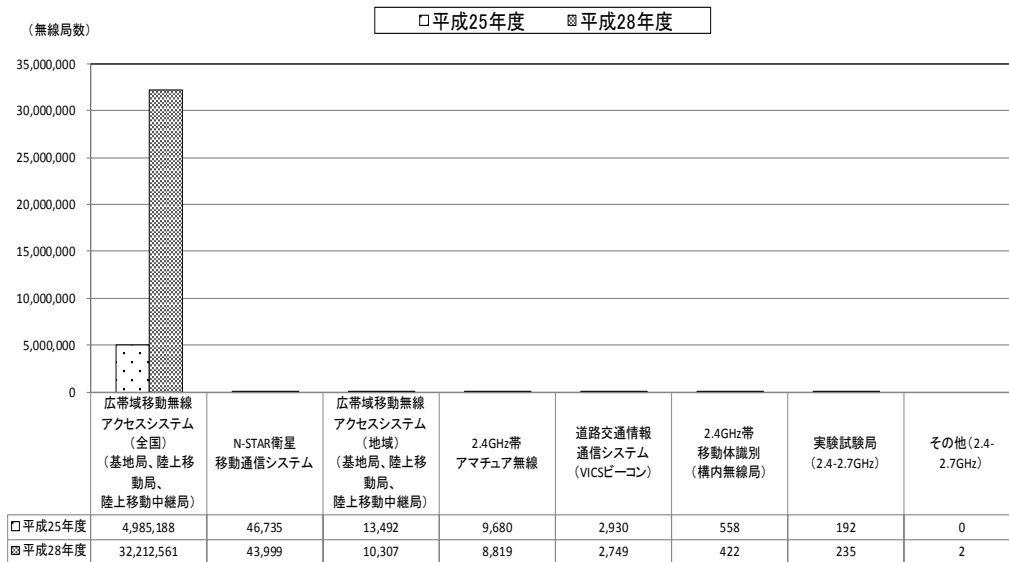 （無線局数）
□平成25年度 ▩平成28年度
35,000,000
30,000,000
25,000,000
20,000,000
15,000,000
10,000,000
5,000,000
0
広帯域移動無線
アクセスシステム
（全国）
（基地局、陸上移
動局、
陸上移動中継局）
N-STAR衛星
移動通信システム
広帯域移動無線
アクセスシステム
（地域）
（基地局、陸上移
動局、
陸上移動中継局）
2.4GHz帯
アマチュア無線
道路交通情報
通信システム
（VICSビーコン）
2.4GHz帯
移動体識別
（構内無線局）
実験試験局
（2.4-2.7GHz）
その他（2.4-
2.7GHz）
□平成25年度 4,985,188 46,735 13,492 9,680 2,930 558 192 0
▩平成28年度 32,212,561 43,999 10,307 8,819 2,749 422 235 2